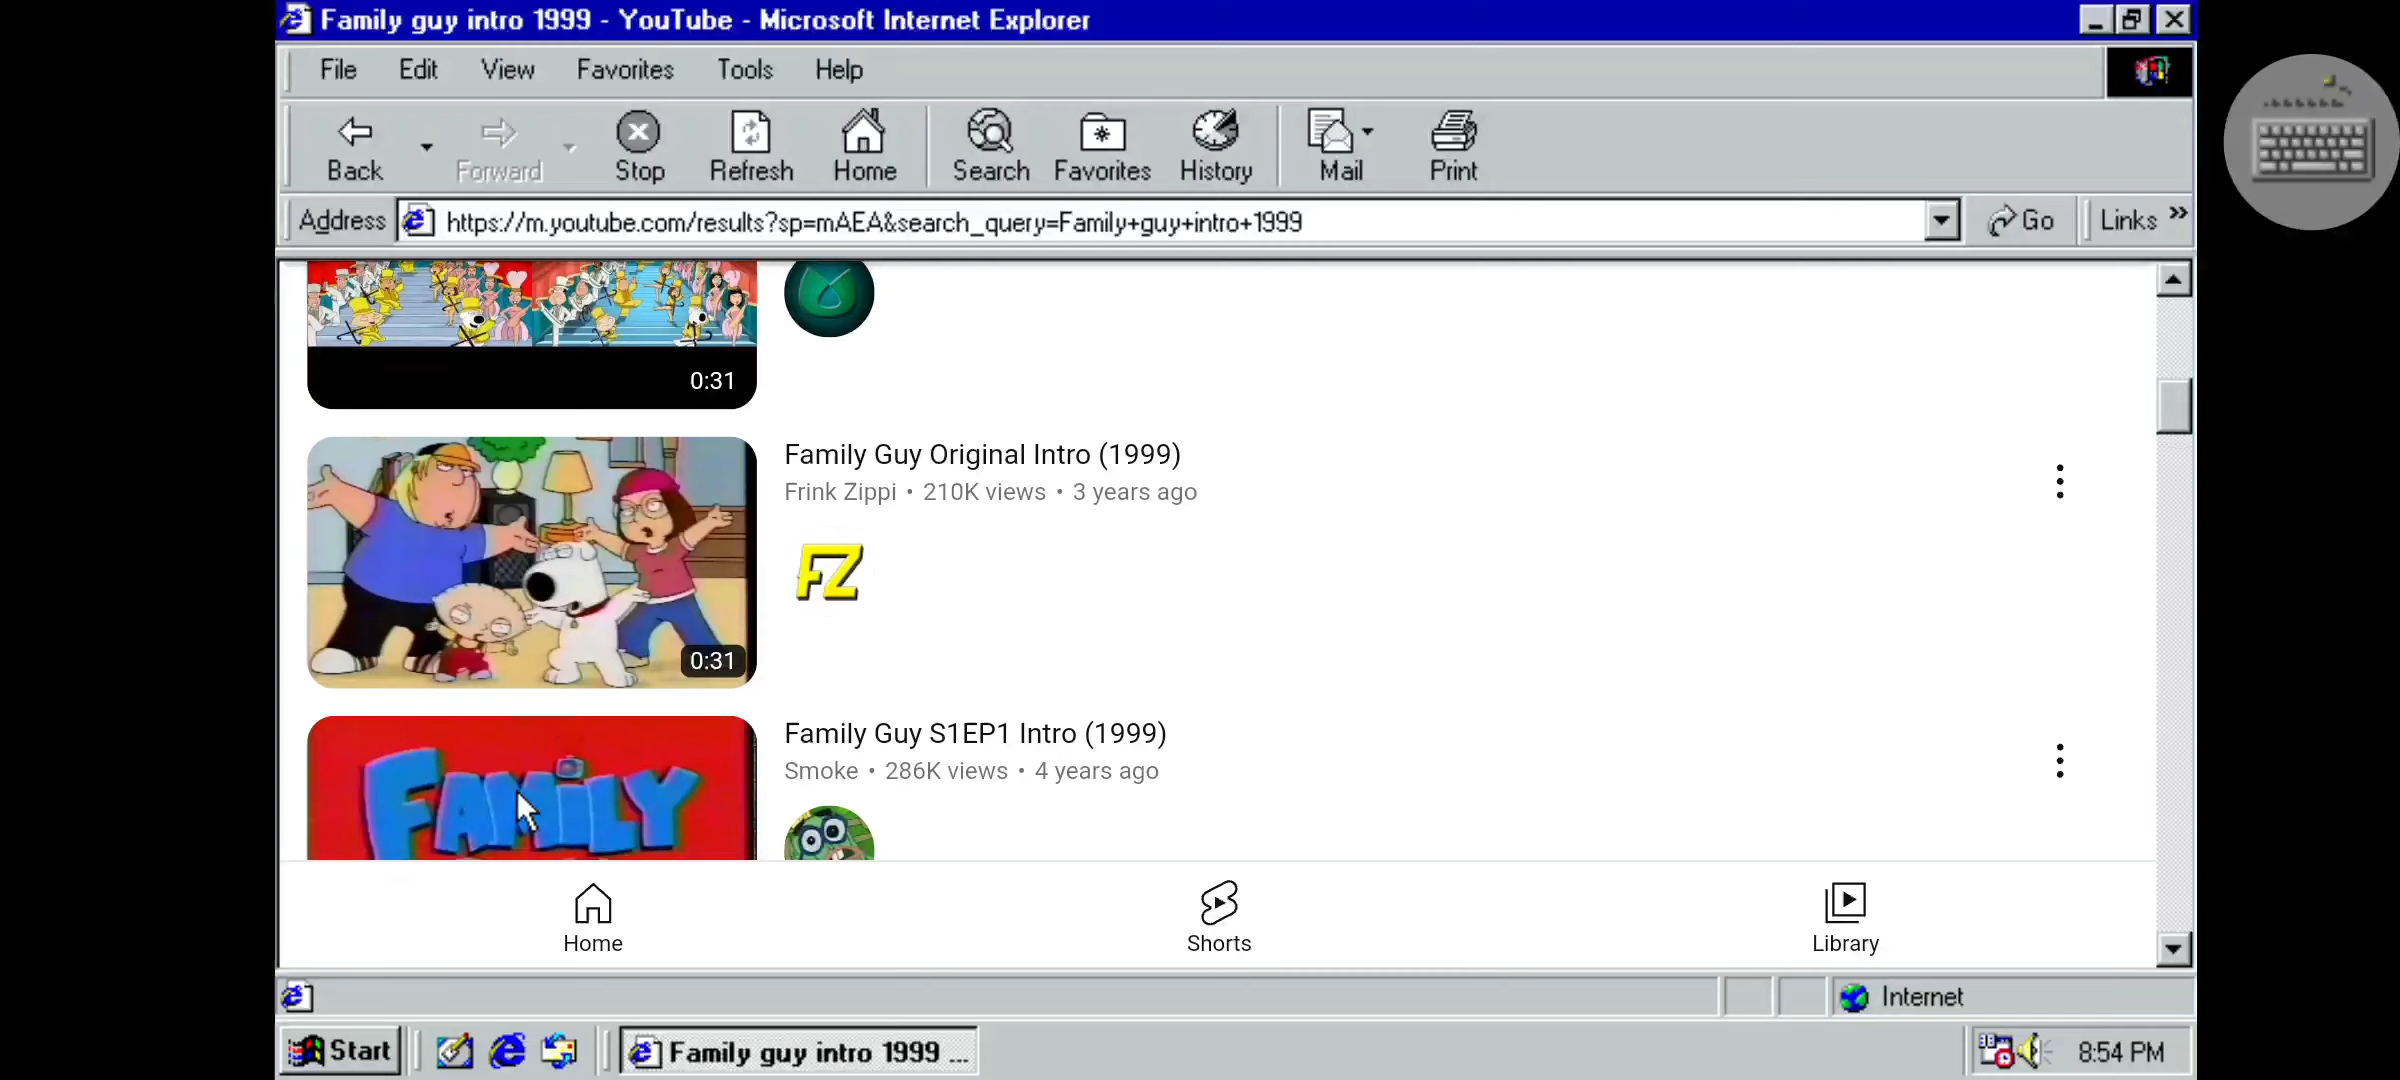 Family guy intro 1999 - YouTube - Microsoft Internet Explorer
File Edit View Favorites Tools Help
Back Forward Stop Refresh Home Search Favorites History Mail Print
Address https://m.youtube.com/results?sp=mAEA&search_query=Family+guy+intro+1999 Go Links »
0:31
Family Guy Original Intro (1999)
Frink Zippi • 210K views • 3 years ago
FZ
0:31
Family Guy S1EP1 Intro (1999)
Smoke • 286K views • 4 years ago
FAMiLY
Home Shorts Library
Internet
Start Family guy intro 1999 ... 8:54 PM